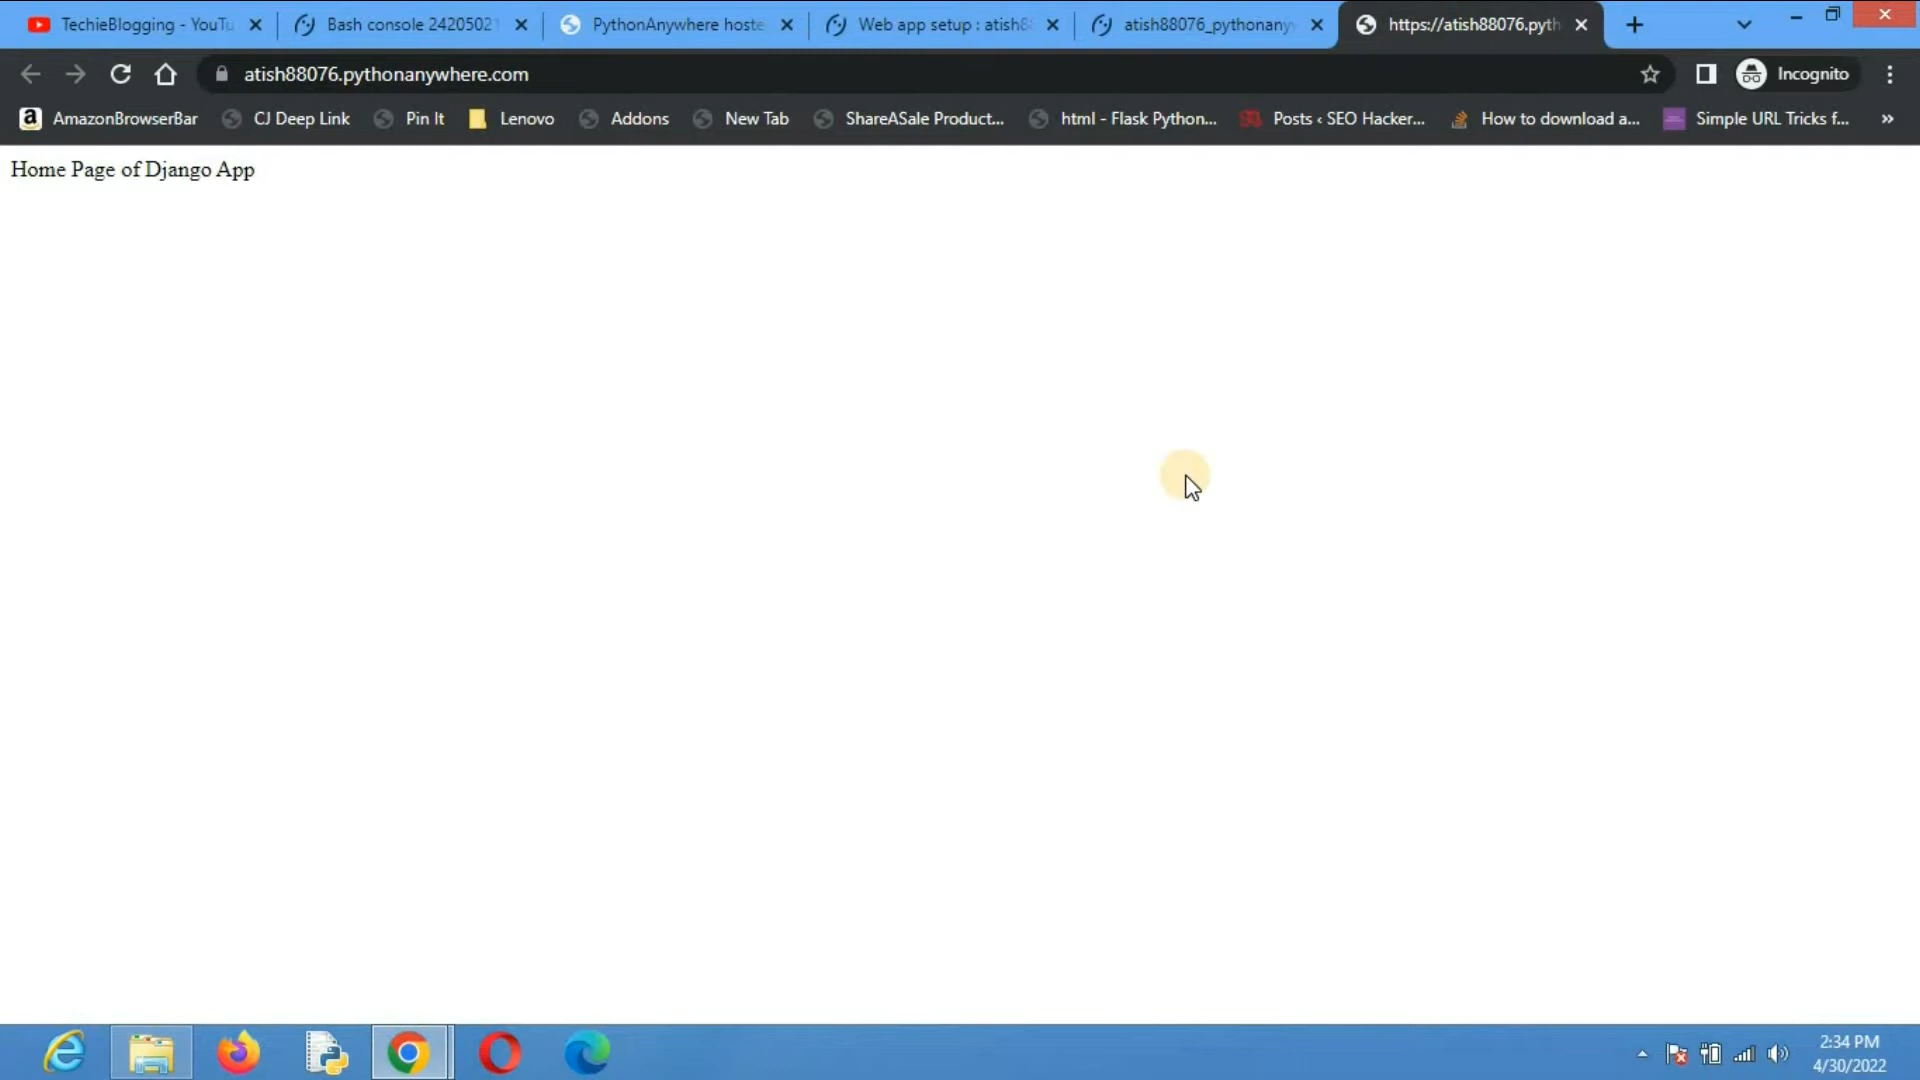 TechieBlogging - YouTu
Bash console 24205021
PythonAnywhere hoste
Web app setup : atish8
atish88076_pythonany
https://atish88076.pyth
atish88076.pythonanywhere.com
Incognito
AmazonBrowserBar
CJ Deep Link
Pin It
Lenovo
Addons
New Tab
ShareASale Product...
html - Flask Python...
Posts ‹ SEO Hacker...
How to download a...
Simple URL Tricks f...
»
Home Page of Django App
2:34 PM
4/30/2022